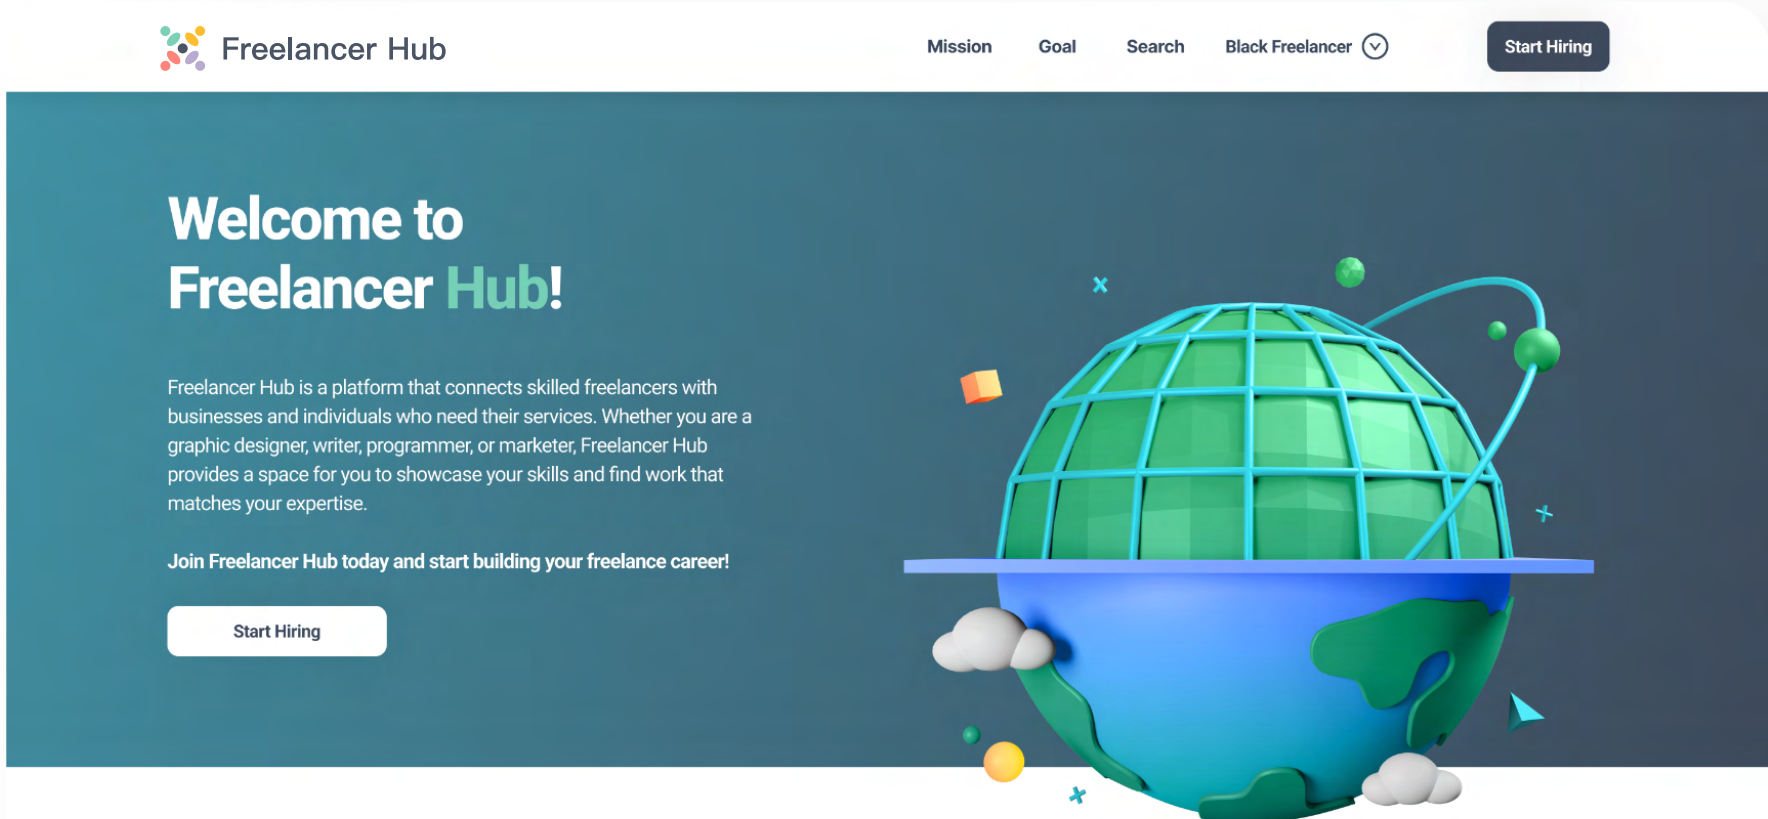 Freelancer Hub
Mission
Goal
Search
Black Freelancer
Start Hiring
Welcome to
Freelancer Hub!
Freelancer Hub is a platform that connects skilled freelancers with
businesses and individuals who need their services. Whether you are a
graphic designer, writer, programmer, or marketer, Freelancer Hub
provides a space for you to showcase your skills and find work that
matches your expertise.
Join Freelancer Hub today and start building your freelance career!
Start Hiring